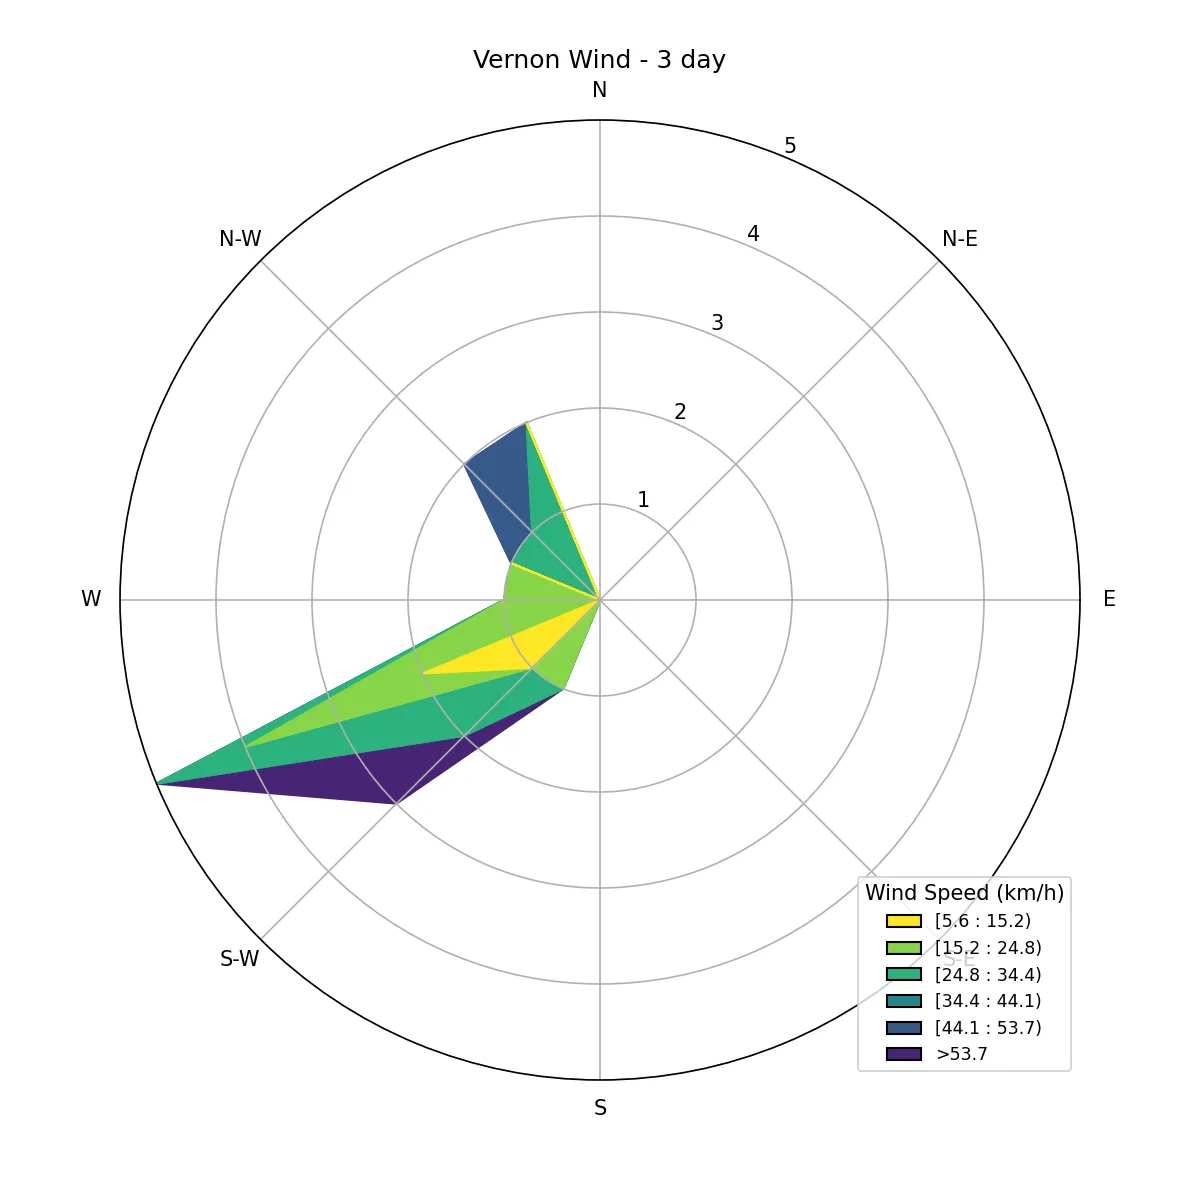 Vernon Wind - 3 day
N
5
N-W
4
N-E
3
2
1
W
E
S-W
S-E
S
Wind Speed (km/h)
[5.6 : 15.2)
[15.2 : 24.8)
[24.8 : 34.4)
[34.4 : 44.1)
[44.1 : 53.7)
>53.7